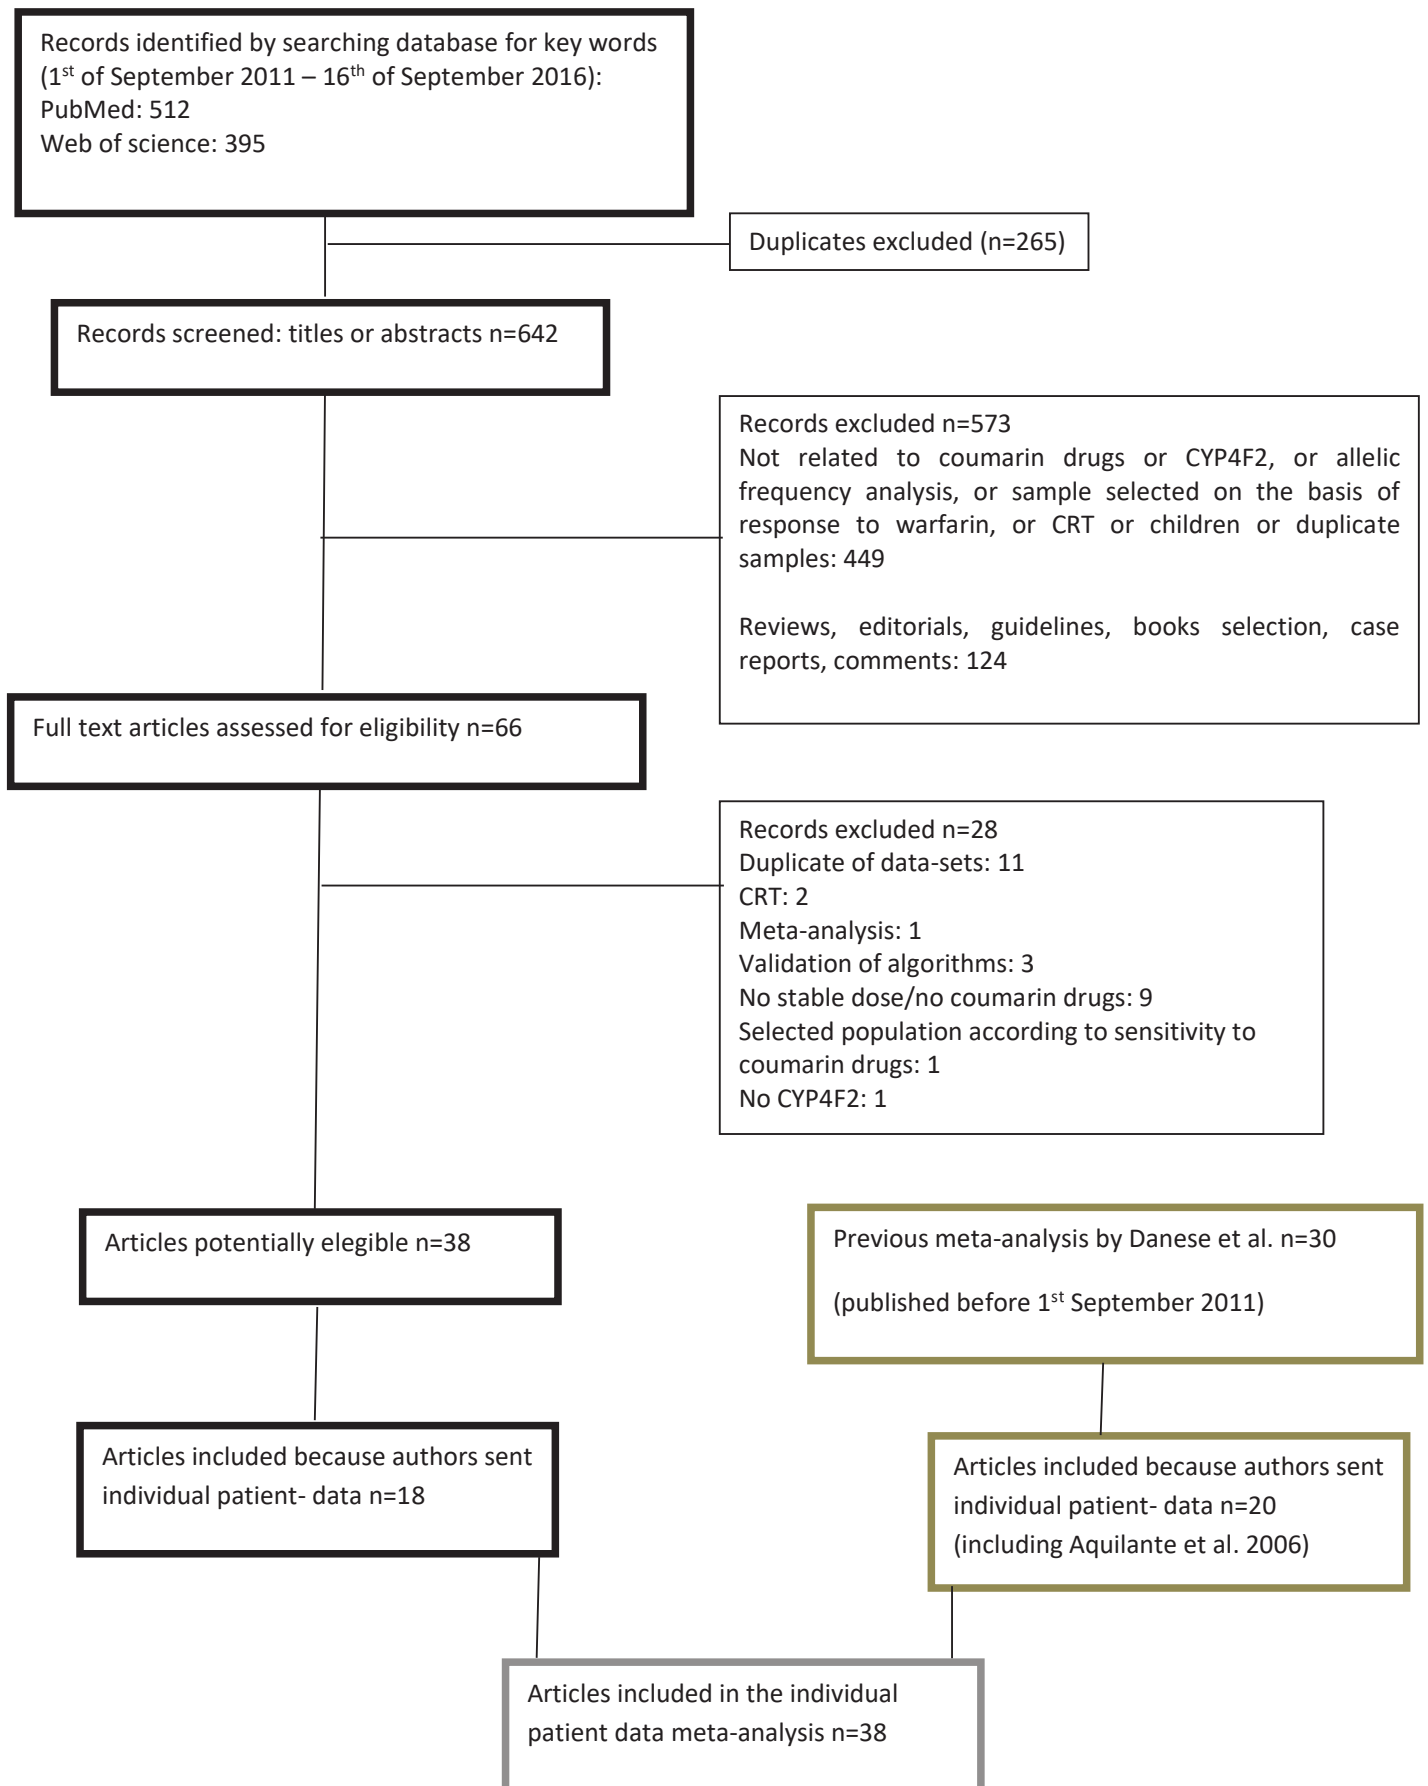 Records identified by searching database for key words
(1st of September 2011 – 16th of September 2016):
PubMed: 512
Web of science: 395
Duplicates excluded (n=265)
Records screened: titles or abstracts n=642
Records excluded n=573
Not related to coumarin drugs or CYP4F2, or allelic
frequency analysis, or sample selected on the basis of
response to warfarin, or CRT or children or duplicate
samples: 449
Reviews, editorials, guidelines, books selection, case
reports, comments: 124
Full text articles assessed for eligibility n=66
Records excluded n=28
Duplicate of data-sets: 11
CRT: 2
Meta-analysis: 1
Validation of algorithms: 3
No stable dose/no coumarin drugs: 9
Selected population according to sensitivity to
coumarin drugs: 1
No CYP4F2: 1
Articles potentially elegible n=38
Previous meta-analysis by Danese et al. n=30
(published before 1st September 2011)
Articles included because authors sent
individual patient- data n=18
Articles included because authors sent
individual patient- data n=20
(including Aquilante et al. 2006)
Articles included in the individual
patient data meta-analysis n=38